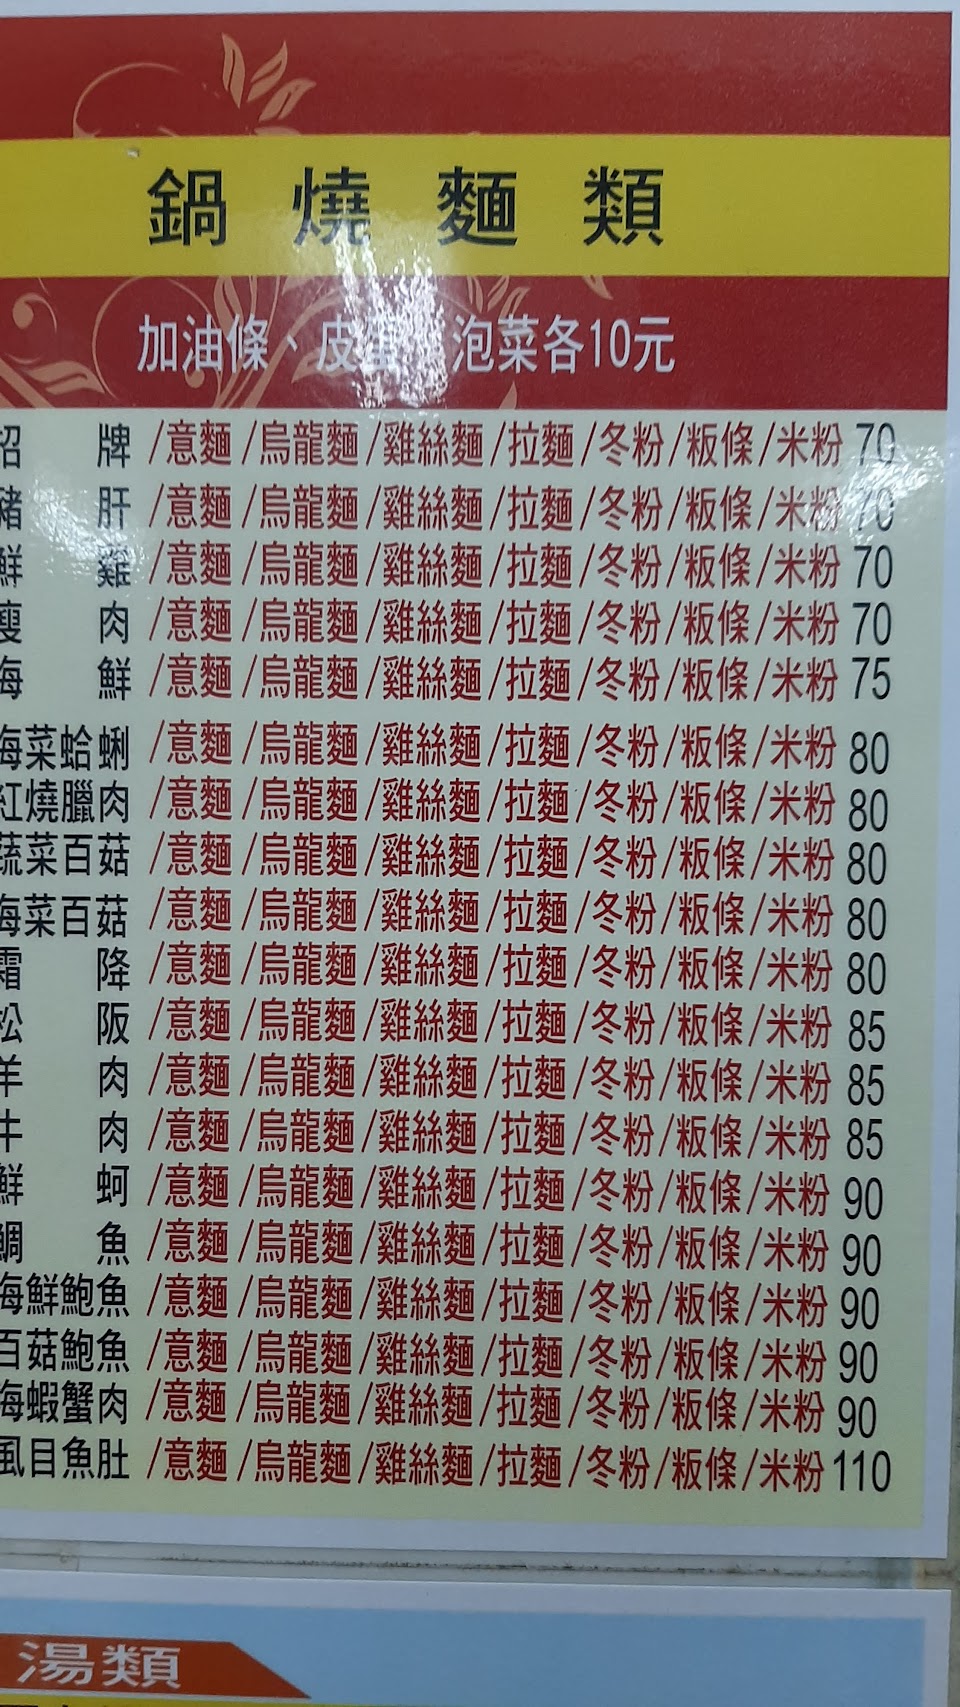 鍋燒麵類
加油條、皮蛋、泡菜各10元
招牌/意麵/烏龍麵/雞絲麵/拉麵/冬粉/粄條/米粉 70
豬肝/意麵/烏龍麵/雞絲麵/拉麵/冬粉/粄條/米粉 70
鮮雞/意麵/烏龍麵/雞絲麵/拉麵/冬粉/粄條/米粉 70
瘦肉/意麵/烏龍麵/雞絲麵/拉麵/冬粉/粄條/米粉 70
海鮮/意麵/烏龍麵/雞絲麵/拉麵/冬粉/粄條/米粉 75
海菜蛤蜊/意麵/烏龍麵/雞絲麵/拉麵/冬粉/粄條/米粉 80
紅燒臘肉/意麵/烏龍麵/雞絲麵/拉麵/冬粉/粄條/米粉 80
蔬菜百菇/意麵/烏龍麵/雞絲麵/拉麵/冬粉/粄條/米粉 80
海菜百菇/意麵/烏龍麵/雞絲麵/拉麵/冬粉/粄條/米粉 80
霜降/意麵/烏龍麵/雞絲麵/拉麵/冬粉/粄條/米粉 80
松阪/意麵/烏龍麵/雞絲麵/拉麵/冬粉/粄條/米粉 85
羊肉/意麵/烏龍麵/雞絲麵/拉麵/冬粉/粄條/米粉 85
牛肉/意麵/烏龍麵/雞絲麵/拉麵/冬粉/粄條/米粉 85
鮮蚵/意麵/烏龍麵/雞絲麵/拉麵/冬粉/粄條/米粉 90
鯛魚/意麵/烏龍麵/雞絲麵/拉麵/冬粉/粄條/米粉 90
海鮮鮑魚/意麵/烏龍麵/雞絲麵/拉麵/冬粉/粄條/米粉 90
百菇鮑魚/意麵/烏龍麵/雞絲麵/拉麵/冬粉/粄條/米粉 90
海蝦蟹肉/意麵/烏龍麵/雞絲麵/拉麵/冬粉/粄條/米粉 90
虱目魚肚/意麵/烏龍麵/雞絲麵/拉麵/冬粉/粄條/米粉 110
湯類